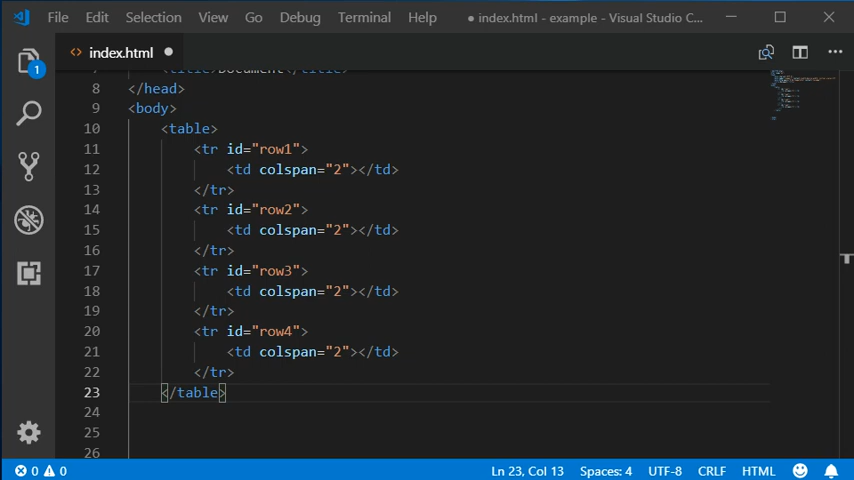 File Edit Selection View Go Debug Terminal Help ● index.html - example - Visual Studio C...
<> index.html ●
1
<title>Document</title>
8 </head>
9 <body>
10 <table>
11 <tr id="row1">
12 <td colspan="2"></td>
13 </tr>
14 <tr id="row2">
15 <td colspan="2"></td>
16 </tr>
17 <tr id="row3">
18 <td colspan="2"></td>
19 </tr>
20 <tr id="row4">
21 <td colspan="2"></td>
22 </tr>
23 </table>
24
25
26
0 0 Ln 23, Col 13 Spaces: 4 UTF-8 CRLF HTML